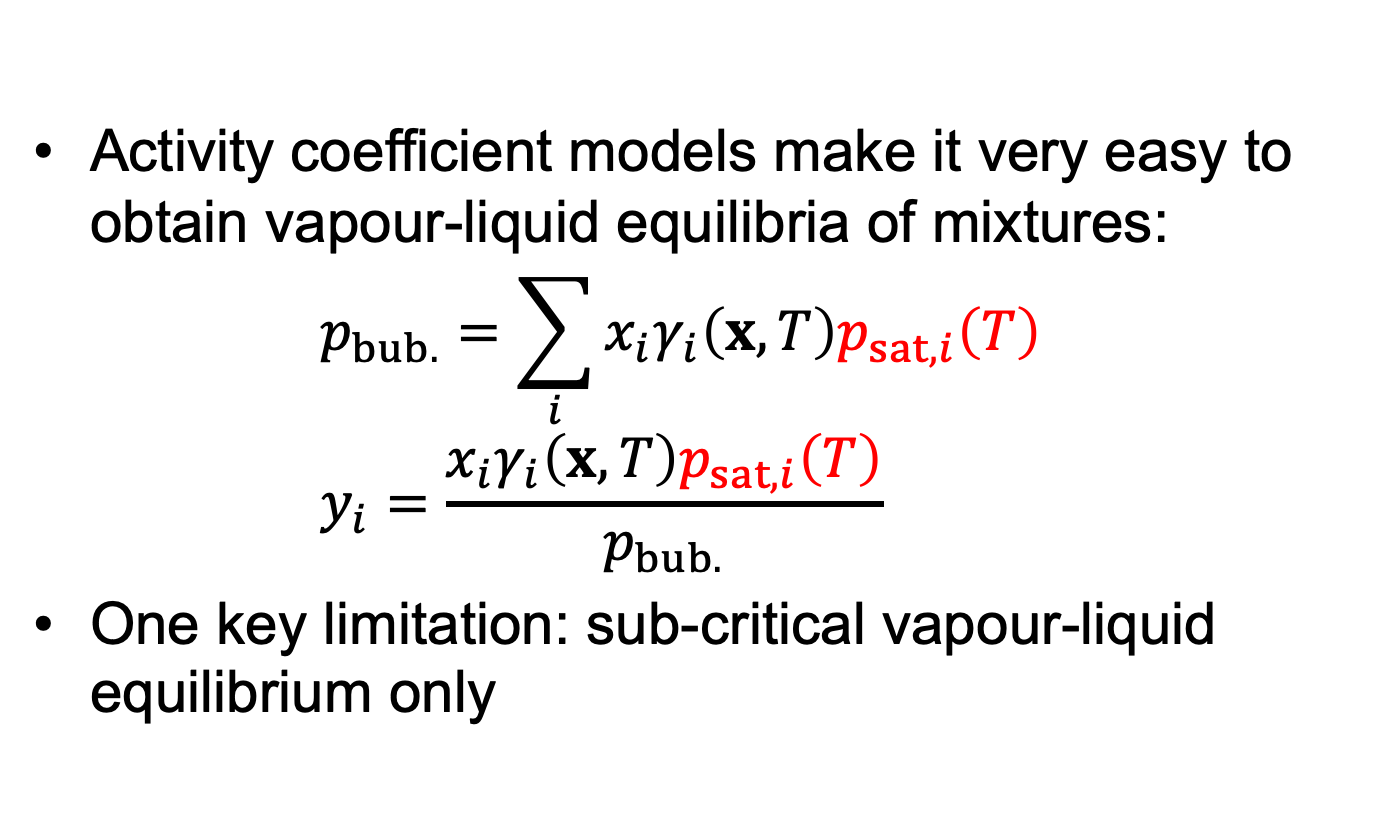 • Activity coefficient models make it very easy to
obtain vapour-liquid equilibria of mixtures:
p_bub. = ∑_i x_i γ_i(𝐱, T) p_sat,i(T)
y_i = x_i γ_i(𝐱, T) p_sat,i(T) / p_bub.
• One key limitation: sub-critical vapour-liquid
equilibrium only